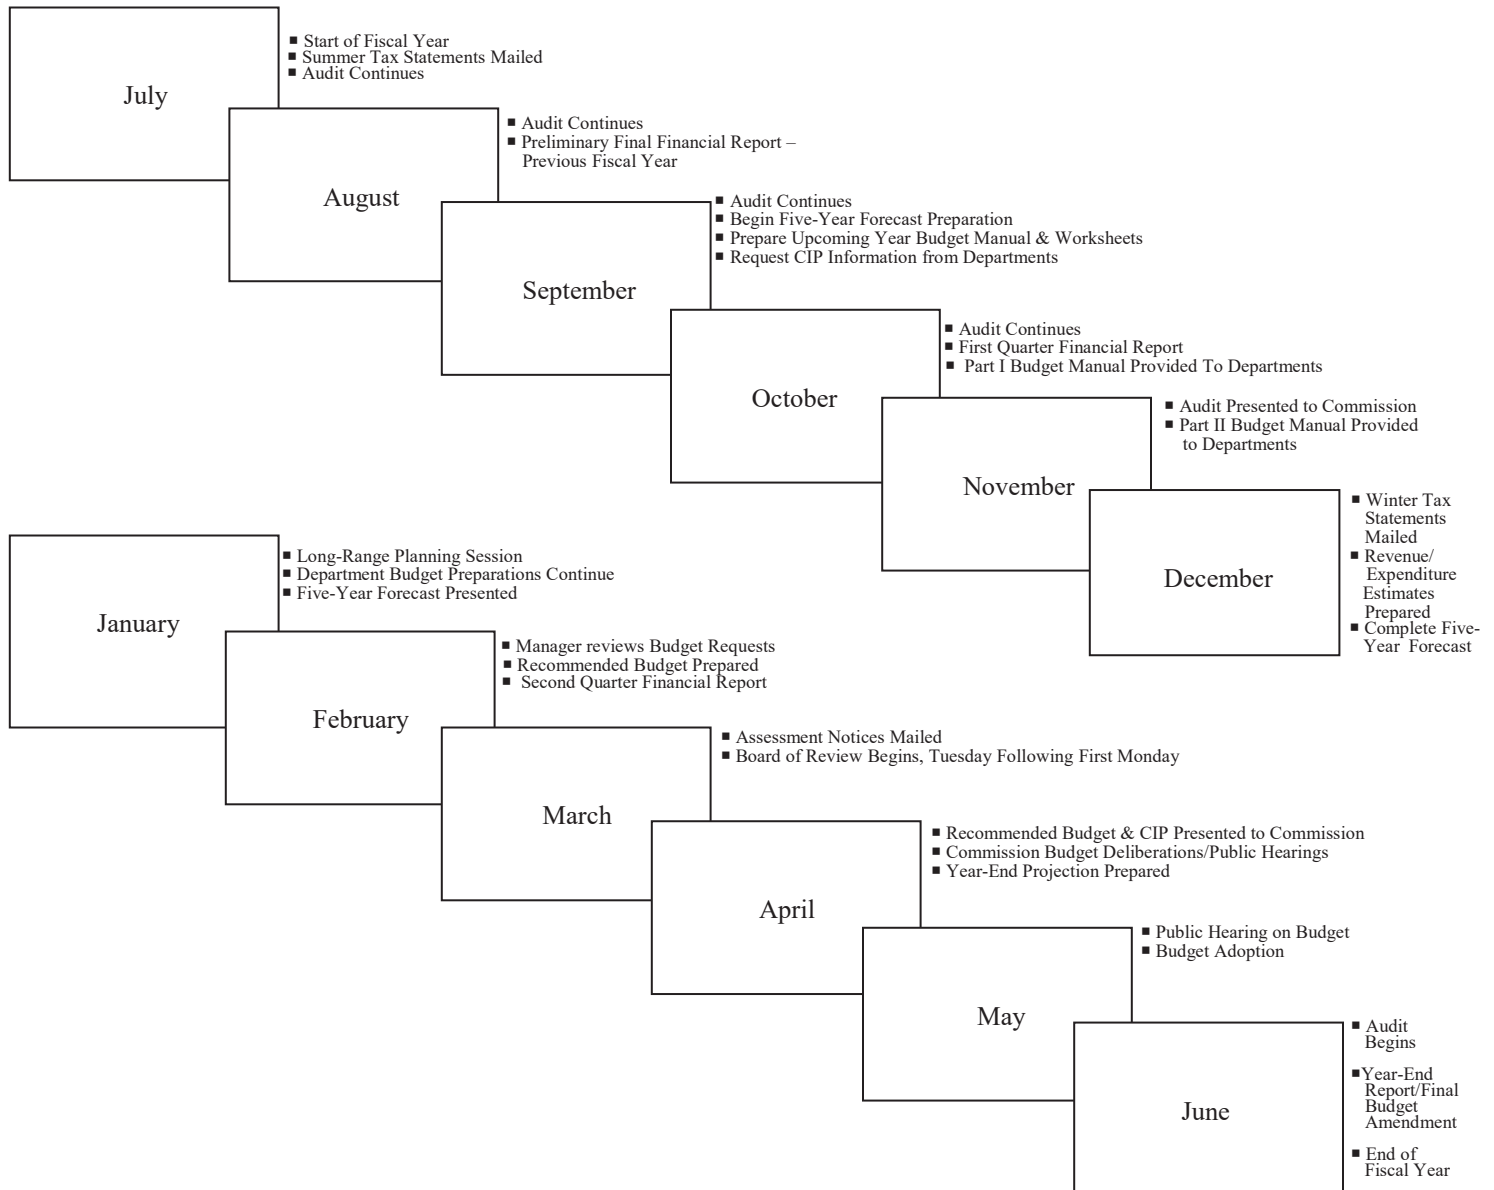 July
■ Start of Fiscal Year
■ Summer Tax Statements Mailed
■ Audit Continues
August
■ Audit Continues
■ Preliminary Final Financial Report –
Previous Fiscal Year
September
■ Audit Continues
■ Begin Five-Year Forecast Preparation
■ Prepare Upcoming Year Budget Manual & Worksheets
■ Request CIP Information from Departments
October
■ Audit Continues
■ First Quarter Financial Report
■ Part I Budget Manual Provided To Departments
November
■ Audit Presented to Commission
■ Part II Budget Manual Provided
to Departments
December
■ Winter Tax
Statements
Mailed
■ Revenue/
Expenditure
Estimates
Prepared
■ Complete Five-
Year Forecast
January
■ Long-Range Planning Session
■ Department Budget Preparations Continue
■ Five-Year Forecast Presented
February
■ Manager reviews Budget Requests
■ Recommended Budget Prepared
■ Second Quarter Financial Report
March
■ Assessment Notices Mailed
■ Board of Review Begins, Tuesday Following First Monday
April
■ Recommended Budget & CIP Presented to Commission
■ Commission Budget Deliberations/Public Hearings
■ Year-End Projection Prepared
May
■ Public Hearing on Budget
■ Budget Adoption
June
■ Audit
Begins
■ Year-End
Report/Final
Budget
Amendment
■ End of
Fiscal Year